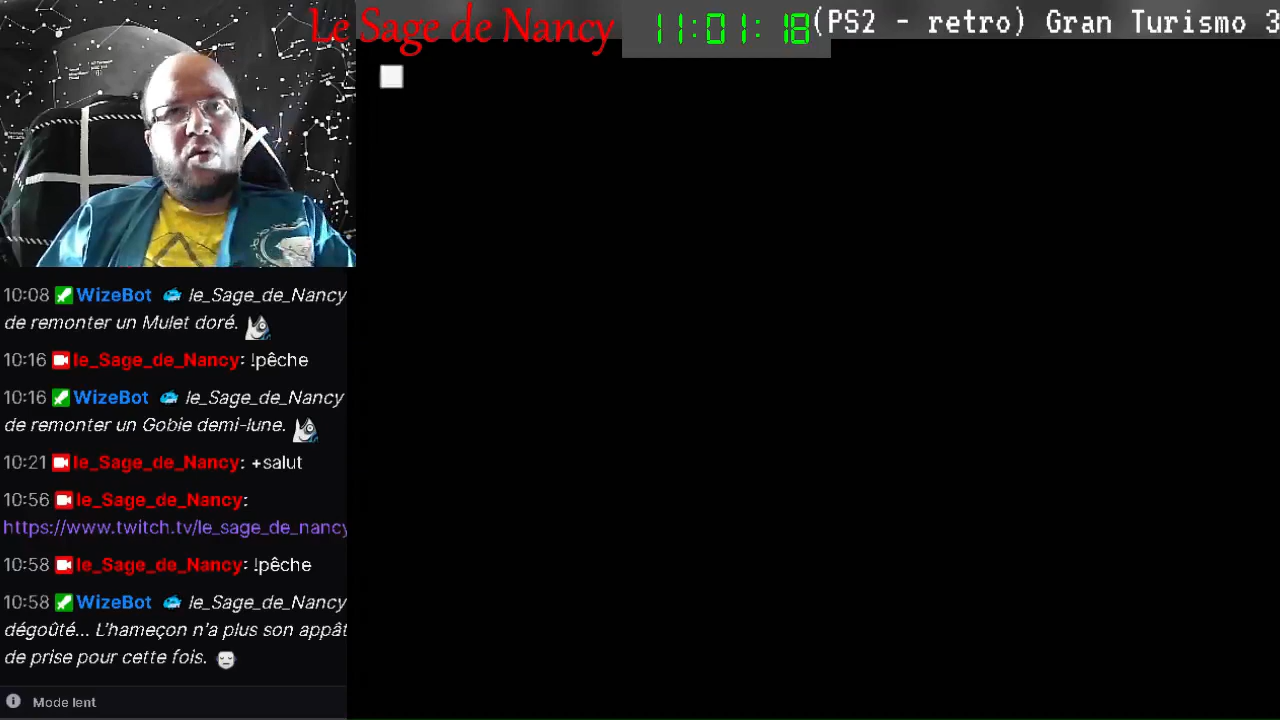 Le Sage de Nancy
11:01:18
(PS2 - retro) Gran Turismo 3
10:08 WizeBot le_Sage_de_Nancy
de remonter un Mulet doré.
10:16 le_Sage_de_Nancy: !pêche
10:16 WizeBot le_Sage_de_Nancy
de remonter un Gobie demi-lune.
10:21 le_Sage_de_Nancy: +salut
10:56 le_Sage_de_Nancy:
https://www.twitch.tv/le_sage_de_nancy
10:58 le_Sage_de_Nancy: !pêche
10:58 WizeBot le_Sage_de_Nancy
dégoûté... L'hameçon n'a plus son appât
de prise pour cette fois.
Mode lent